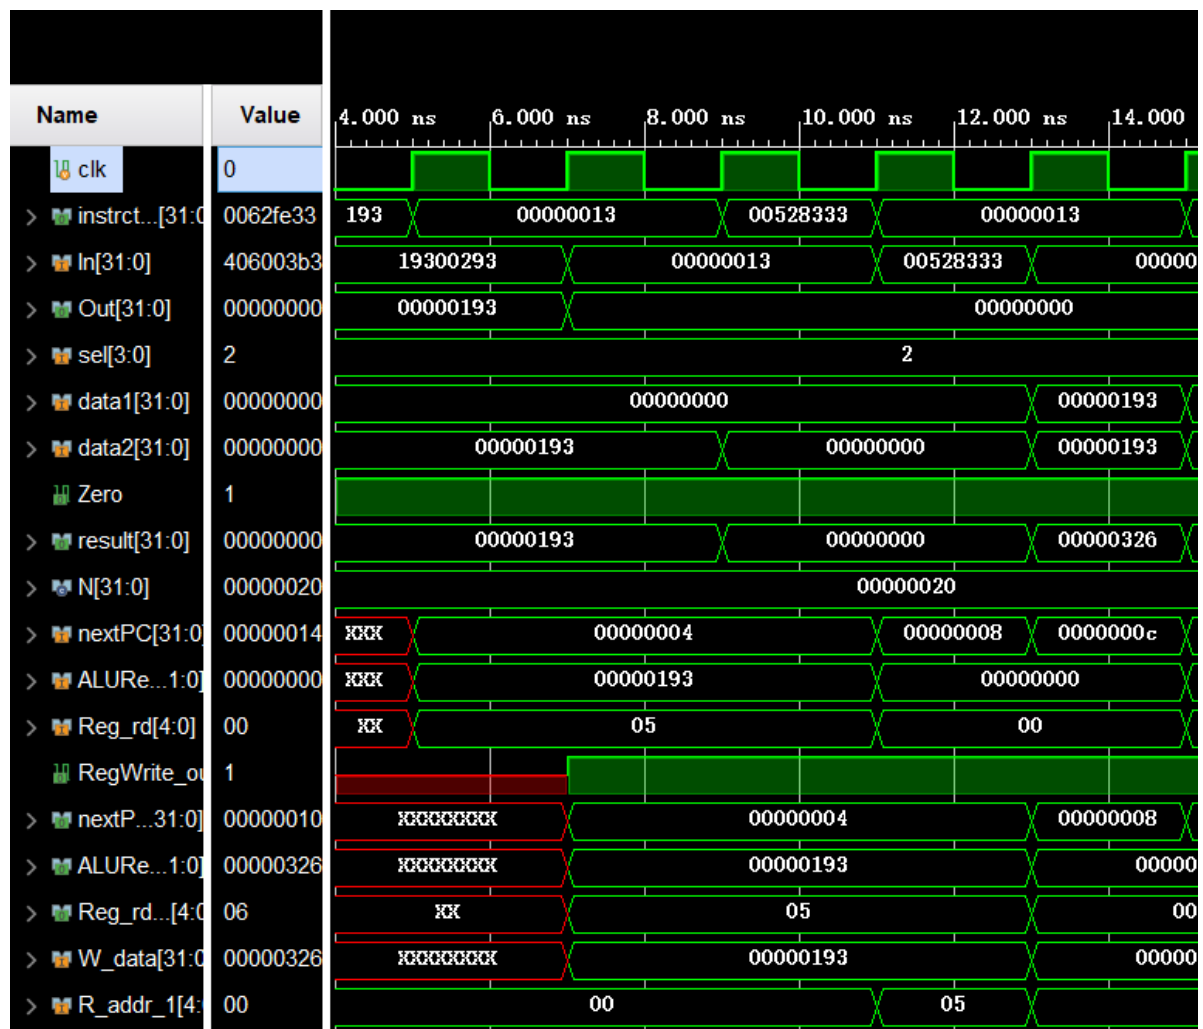 Name Value 4.000 ns 6.000 ns 8.000 ns 10.000 ns 12.000 ns 14.000
clk 0
instrct...[31:0 0062fe33 193 00000013 00528333 00000013
In[31:0] 406003b3 19300293 00000013 00528333 00000
Out[31:0] 00000000 00000193 00000000
sel[3:0] 2 2
data1[31:0] 00000000 00000000 00000193
data2[31:0] 00000000 00000193 00000000 00000193
Zero 1
result[31:0] 00000000 00000193 00000000 00000326
N[31:0] 00000020 00000020
nextPC[31:0 00000014 XXX 00000004 00000008 0000000c
ALURe...1:0] 00000000 XXX 00000193 00000000
Reg_rd[4:0] 00 XX 05 00
RegWrite_ou 1
nextP...31:0] 00000010 XXXXXXXX 00000004 00000008
ALURe...1:0] 00000326 XXXXXXXX 00000193 00000
Reg_rd...[4:0 06 XX 05 00
W_data[31:0 00000326 XXXXXXXX 00000193 00000
R_addr_1[4: 00 00 05